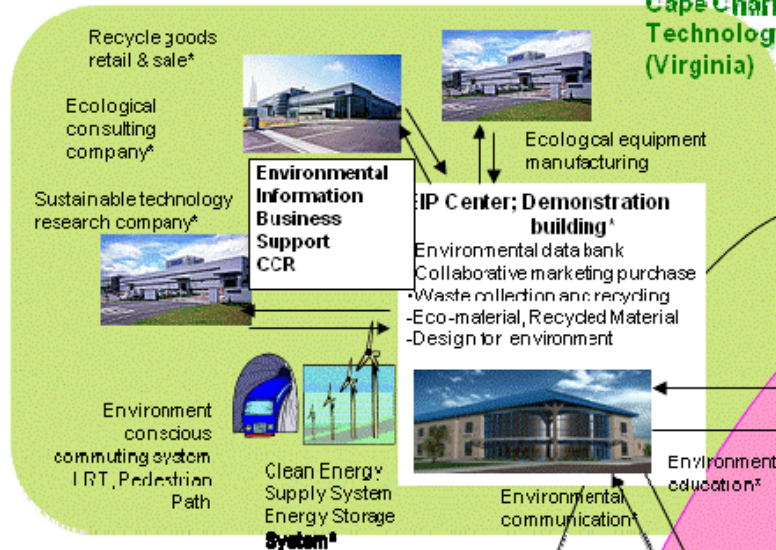 Cape Charl
Technolog
(Virginia)
Recycle goods
retail & sale*
Ecological
consulting
company*
Ecologcal equipment
manufacturing
Sustainable technology
research company*
Environmental
Information
Business
Support
CCR
EIP Center; Demonstration
building*
Environmental data bank
Collaborative marketing purchase
-Waste collection and recycling
-Eco-material, Recycled Material
-Design for environment
Environment
conscious
commuting system
LRT, Pedestrian
Path
Clean Energy
Supply System
Energy Storage
System*
Environmental
communication*
Environment
education*